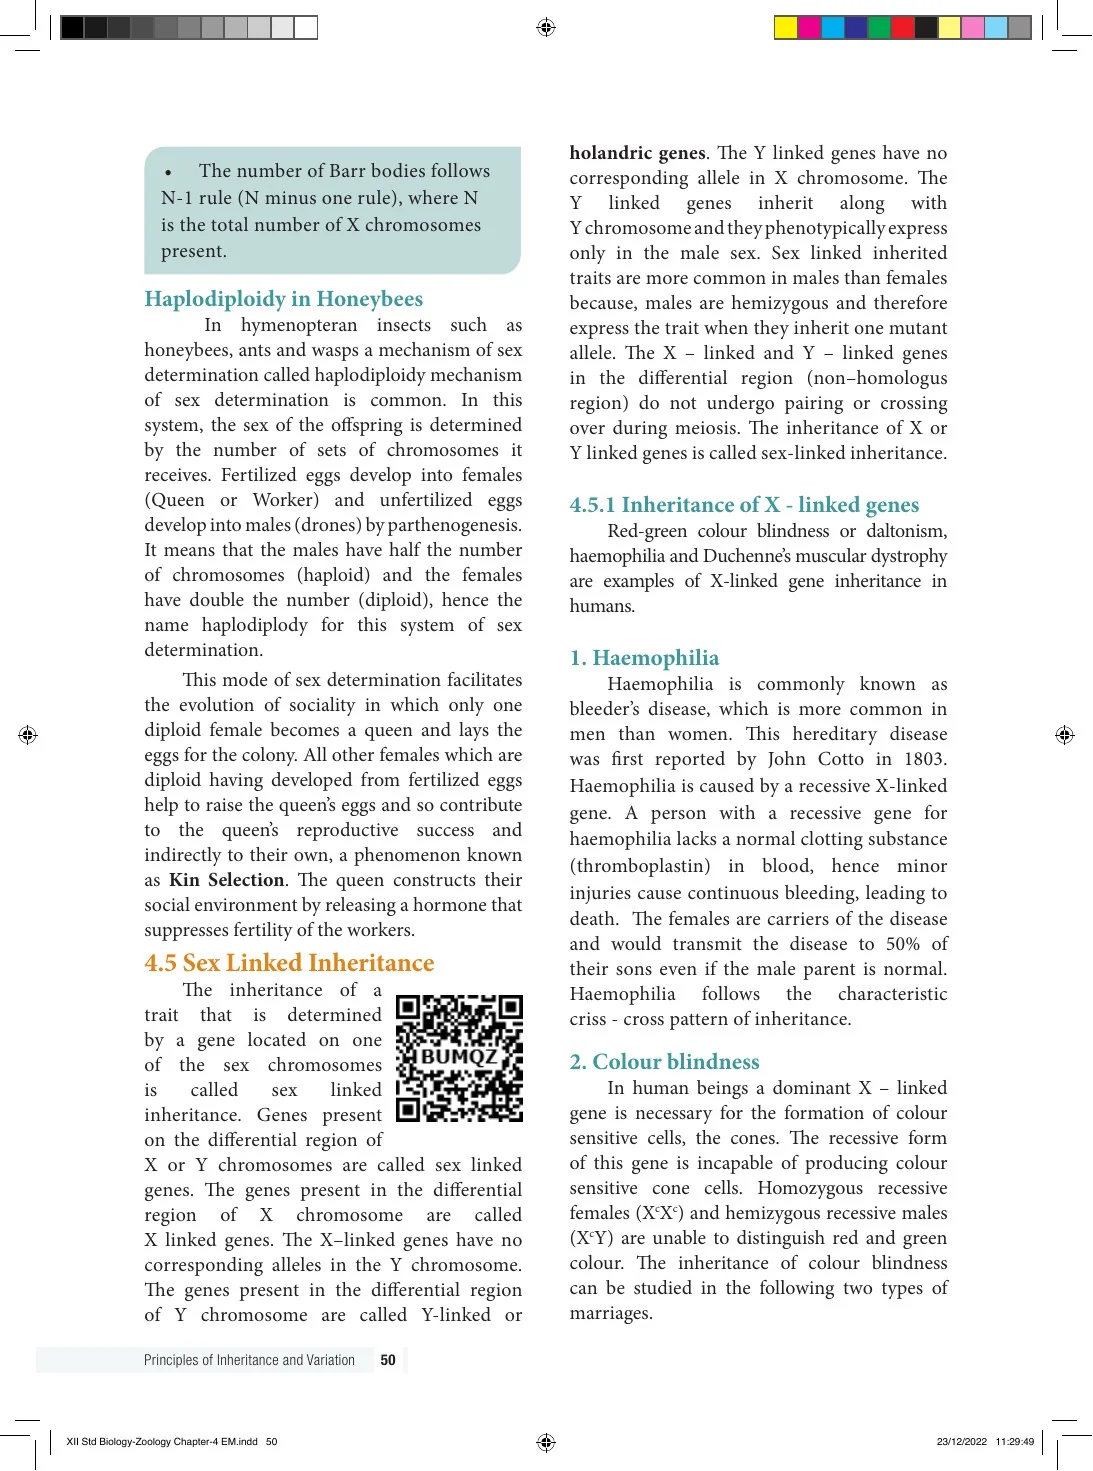 • The number of Barr bodies follows
N-1 rule (N minus one rule), where N
is the total number of X chromosomes
present.
Haplodiploidy in Honeybees
In hymenopteran insects such as
honeybees, ants and wasps a mechanism of sex
determination called haplodiploidy mechanism
of sex determination is common. In this
system, the sex of the offspring is determined
by the number of sets of chromosomes it
receives. Fertilized eggs develop into females
(Queen or Worker) and unfertilized eggs
develop into males (drones) by parthenogenesis.
It means that the males have half the number
of chromosomes (haploid) and the females
have double the number (diploid), hence the
name haplodiplody for this system of sex
determination.
This mode of sex determination facilitates
the evolution of sociality in which only one
diploid female becomes a queen and lays the
eggs for the colony. All other females which are
diploid having developed from fertilized eggs
help to raise the queen's eggs and so contribute
to the queen's reproductive success and
indirectly to their own, a phenomenon known
as Kin Selection. The queen constructs their
social environment by releasing a hormone that
suppresses fertility of the workers.
4.5 Sex Linked Inheritance
The inheritance of a
trait that is determined
by a gene located on one
of the sex chromosomes
is called sex linked
inheritance. Genes present
on the differential region of
X or Y chromosomes are called sex linked
genes. The genes present in the differential
region of X chromosome are called
X linked genes. The X–linked genes have no
corresponding alleles in the Y chromosome.
The genes present in the differential region
of Y chromosome are called Y-linked or
IBUMQZ
holandric genes. The Y linked genes have no
corresponding allele in X chromosome. The
Y linked genes inherit along with
Y chromosome and they phenotypically express
only in the male sex. Sex linked inherited
traits are more common in males than females
because, males are hemizygous and therefore
express the trait when they inherit one mutant
allele. The X – linked and Y – linked genes
in the differential region (non–homologus
region) do not undergo pairing or crossing
over during meiosis. The inheritance of X or
Y linked genes is called sex-linked inheritance.
4.5.1 Inheritance of X - linked genes
Red-green colour blindness or daltonism,
haemophilia and Duchenne's muscular dystrophy
are examples of X-linked gene inheritance in
humans.
1. Haemophilia
Haemophilia is commonly known as
bleeder's disease, which is more common in
men than women. This hereditary disease
was first reported by John Cotto in 1803.
Haemophilia is caused by a recessive X-linked
gene. A person with a recessive gene for
haemophilia lacks a normal clotting substance
(thromboplastin) in blood, hence minor
injuries cause continuous bleeding, leading to
death. The females are carriers of the disease
and would transmit the disease to 50% of
their sons even if the male parent is normal.
Haemophilia follows the characteristic
criss - cross pattern of inheritance.
2. Colour blindness
In human beings a dominant X – linked
gene is necessary for the formation of colour
sensitive cells, the cones. The recessive form
of this gene is incapable of producing colour
sensitive cone cells. Homozygous recessive
females (XᶜXᶜ) and hemizygous recessive males
(XᶜY) are unable to distinguish red and green
colour. The inheritance of colour blindness
can be studied in the following two types of
marriages.
Principles of Inheritance and Variation 50
XII Std Biology-Zoology Chapter-4 EM.indd 50
23/12/2022 11:29:49